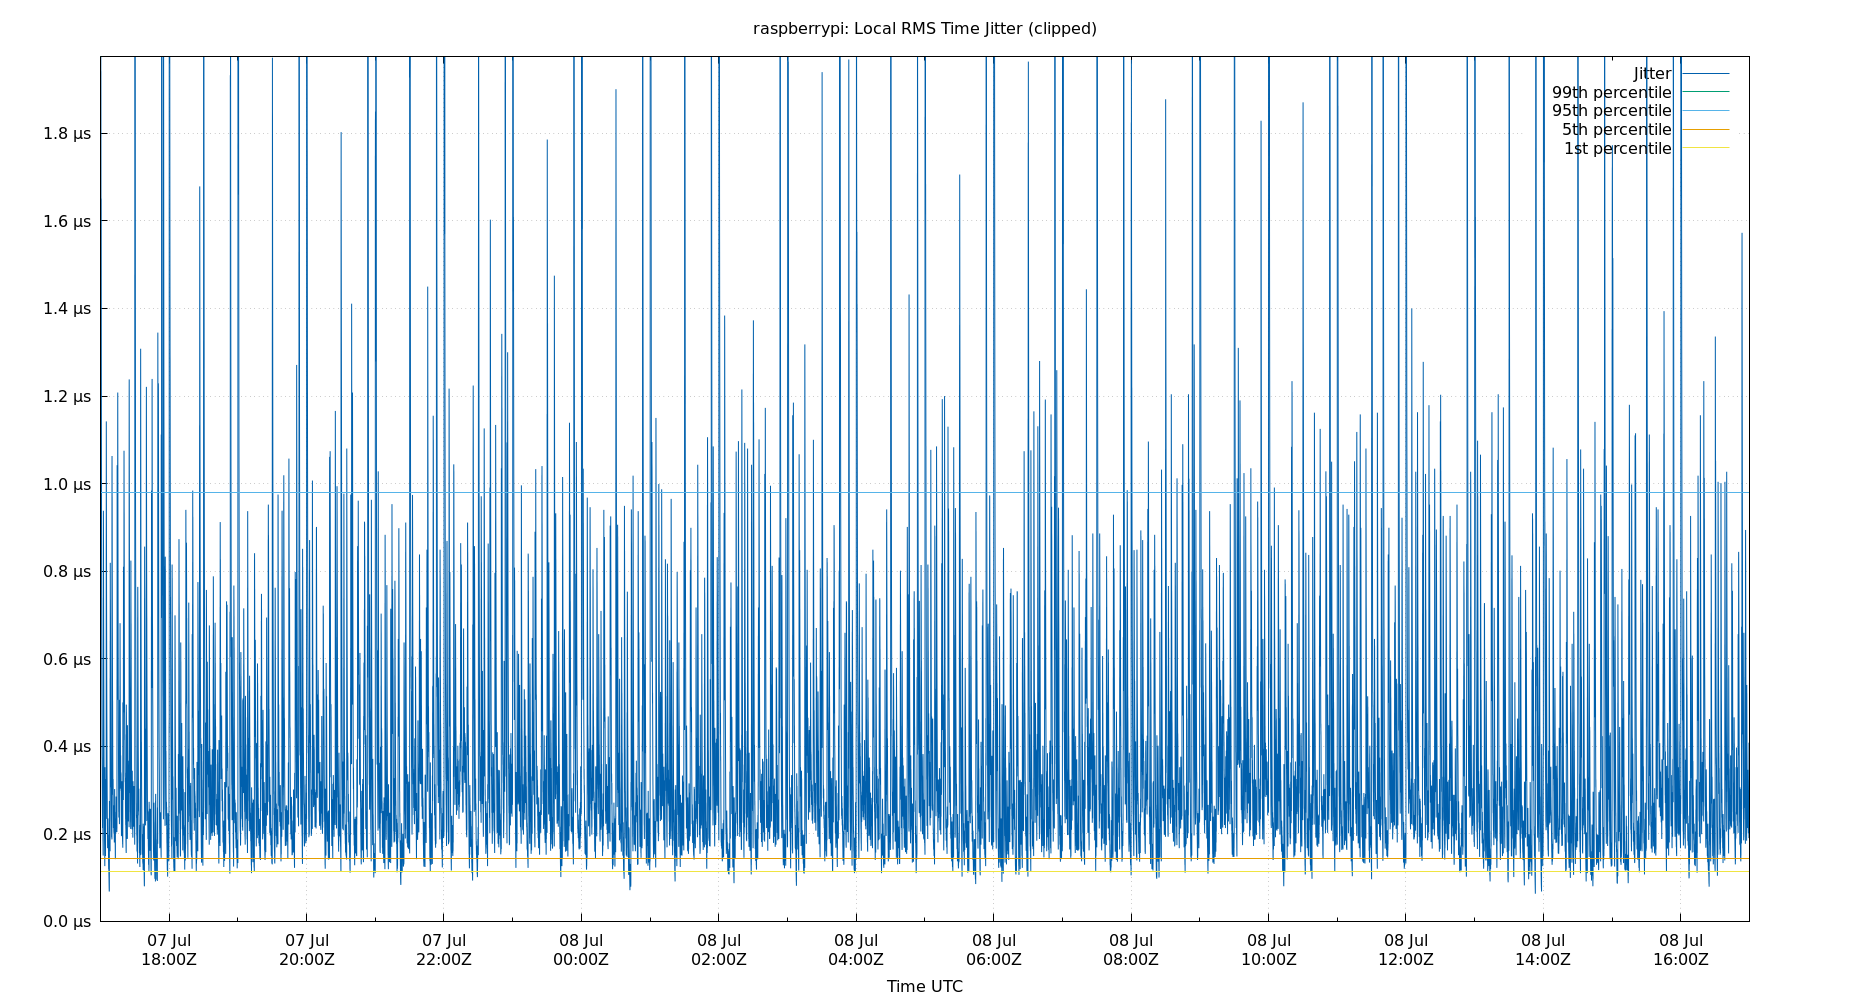 raspberrypi: Local RMS Time Jitter (clipped)
Jitter
99th percentile
95th percentile
5th percentile
1st percentile
1.8 µs
1.6 µs
1.4 µs
1.2 µs
1.0 µs
0.8 µs
0.6 µs
0.4 µs
0.2 µs
0.0 µs
07 Jul 07 Jul 07 Jul 08 Jul 08 Jul 08 Jul 08 Jul 08 Jul 08 Jul 08 Jul 08 Jul 08 Jul
18:00Z 20:00Z 22:00Z 00:00Z 02:00Z 04:00Z 06:00Z 08:00Z 10:00Z 12:00Z 14:00Z 16:00Z
Time UTC